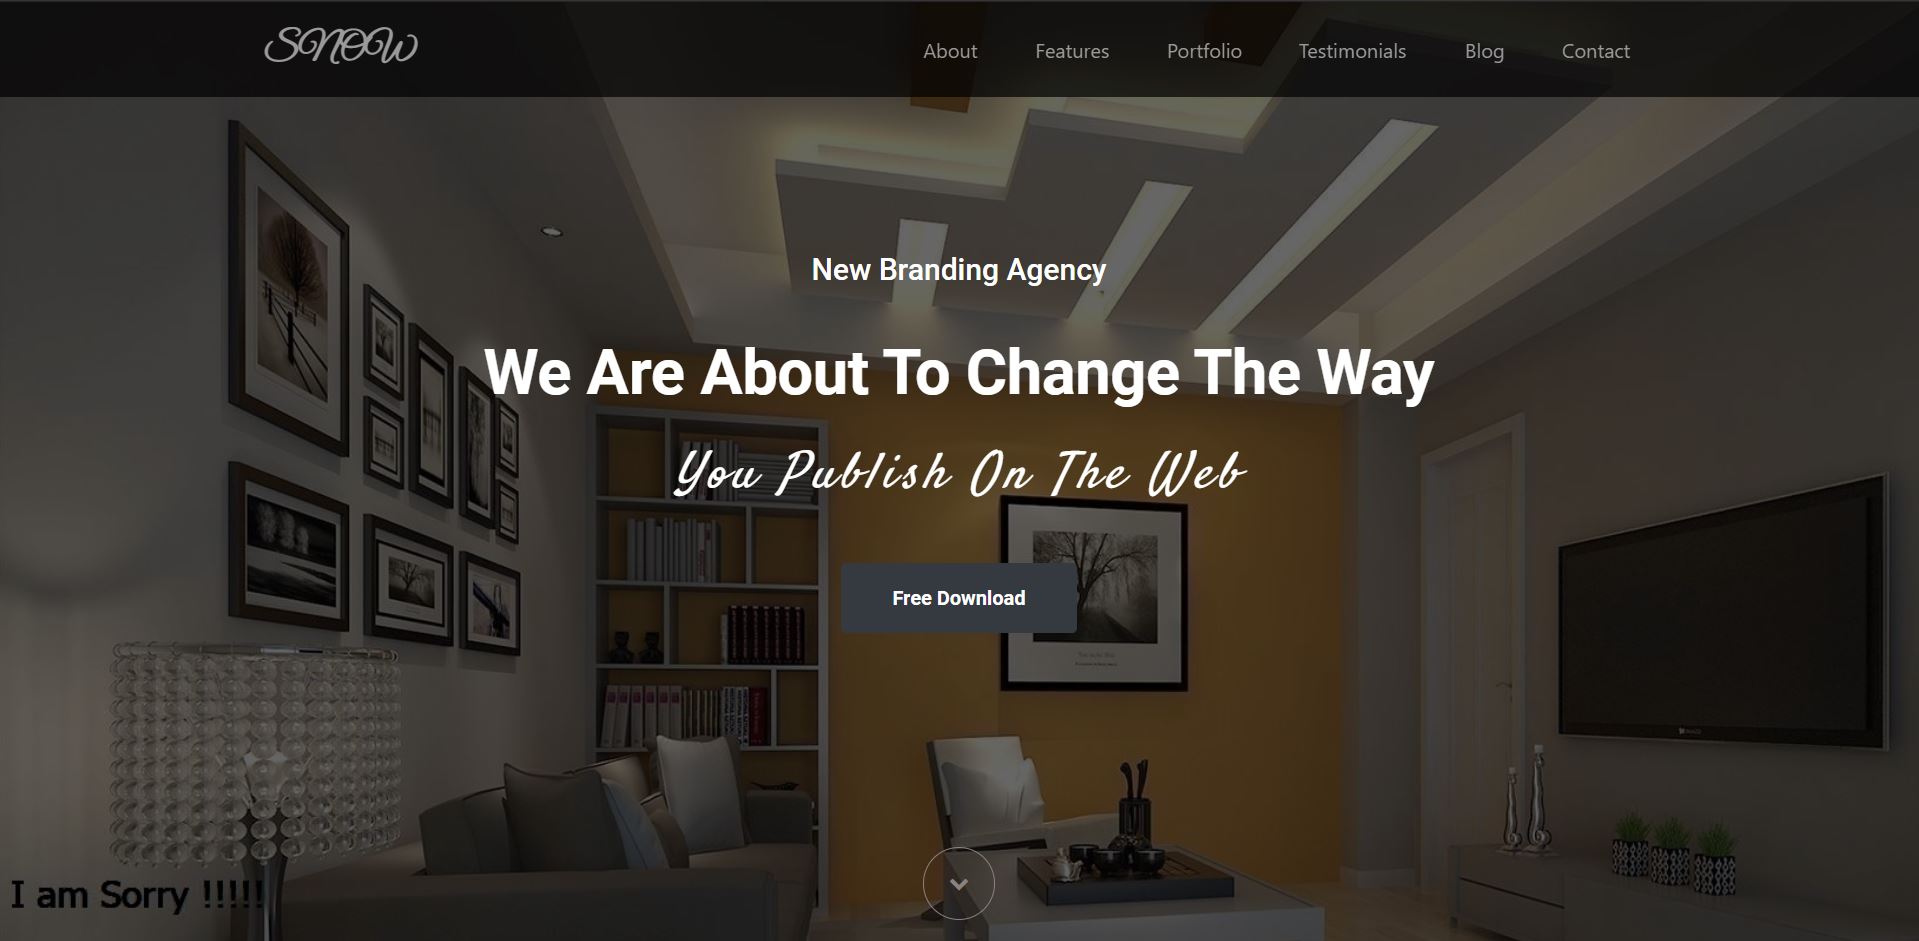 SNOW
About Features Portfolio Testimonials Blog Contact
New Branding Agency
We Are About To Change The Way
You Publish On The Web
Free Download
I am Sorry !!!!!